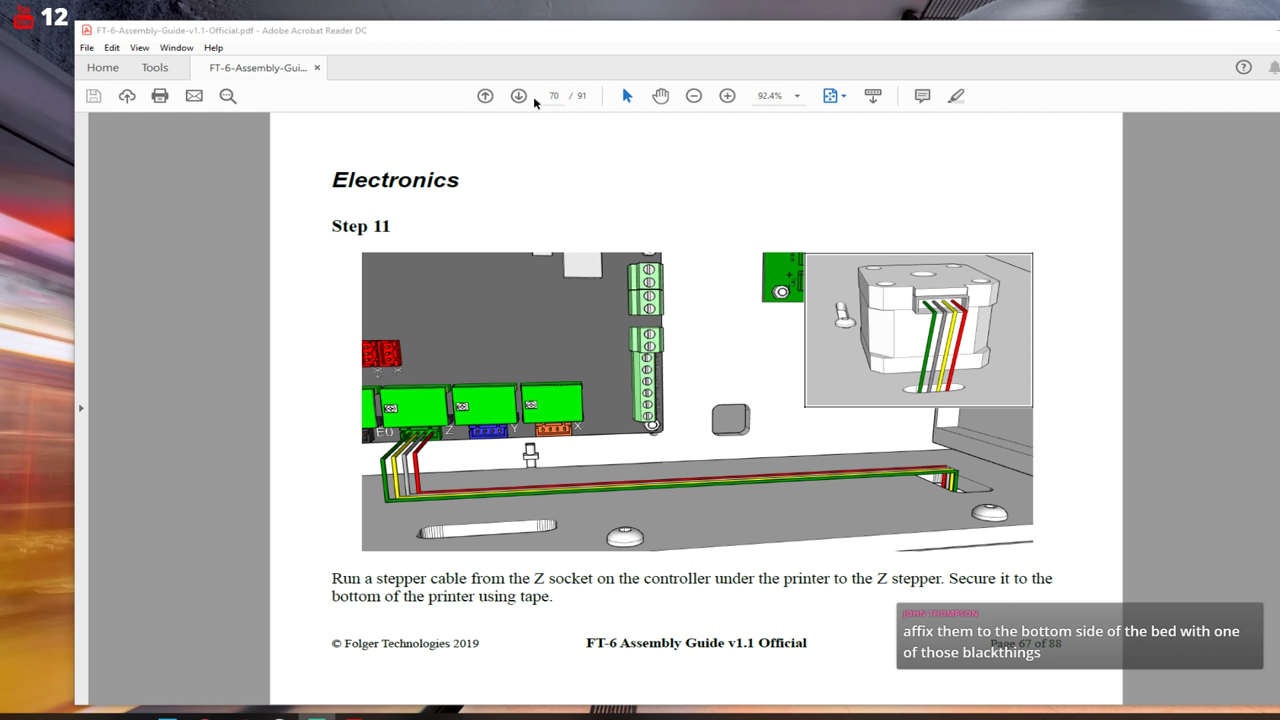 12
FT-6-Assembly-Guide-v1.1-Official.pdf - Adobe Acrobat Reader DC
File Edit View Window Help
Home Tools FT-6-Assembly-Gui... ×
70 / 91 92.4%
Electronics
Step 11
E0 Z Y X
Run a stepper cable from the Z socket on the controller under the printer to the Z stepper. Secure it to the
bottom of the printer using tape.
© Folger Technologies 2019 FT-6 Assembly Guide v1.1 Official Page 67 of 88
JOHN THOMPSON
affix them to the bottom side of the bed with one
of those blackthings